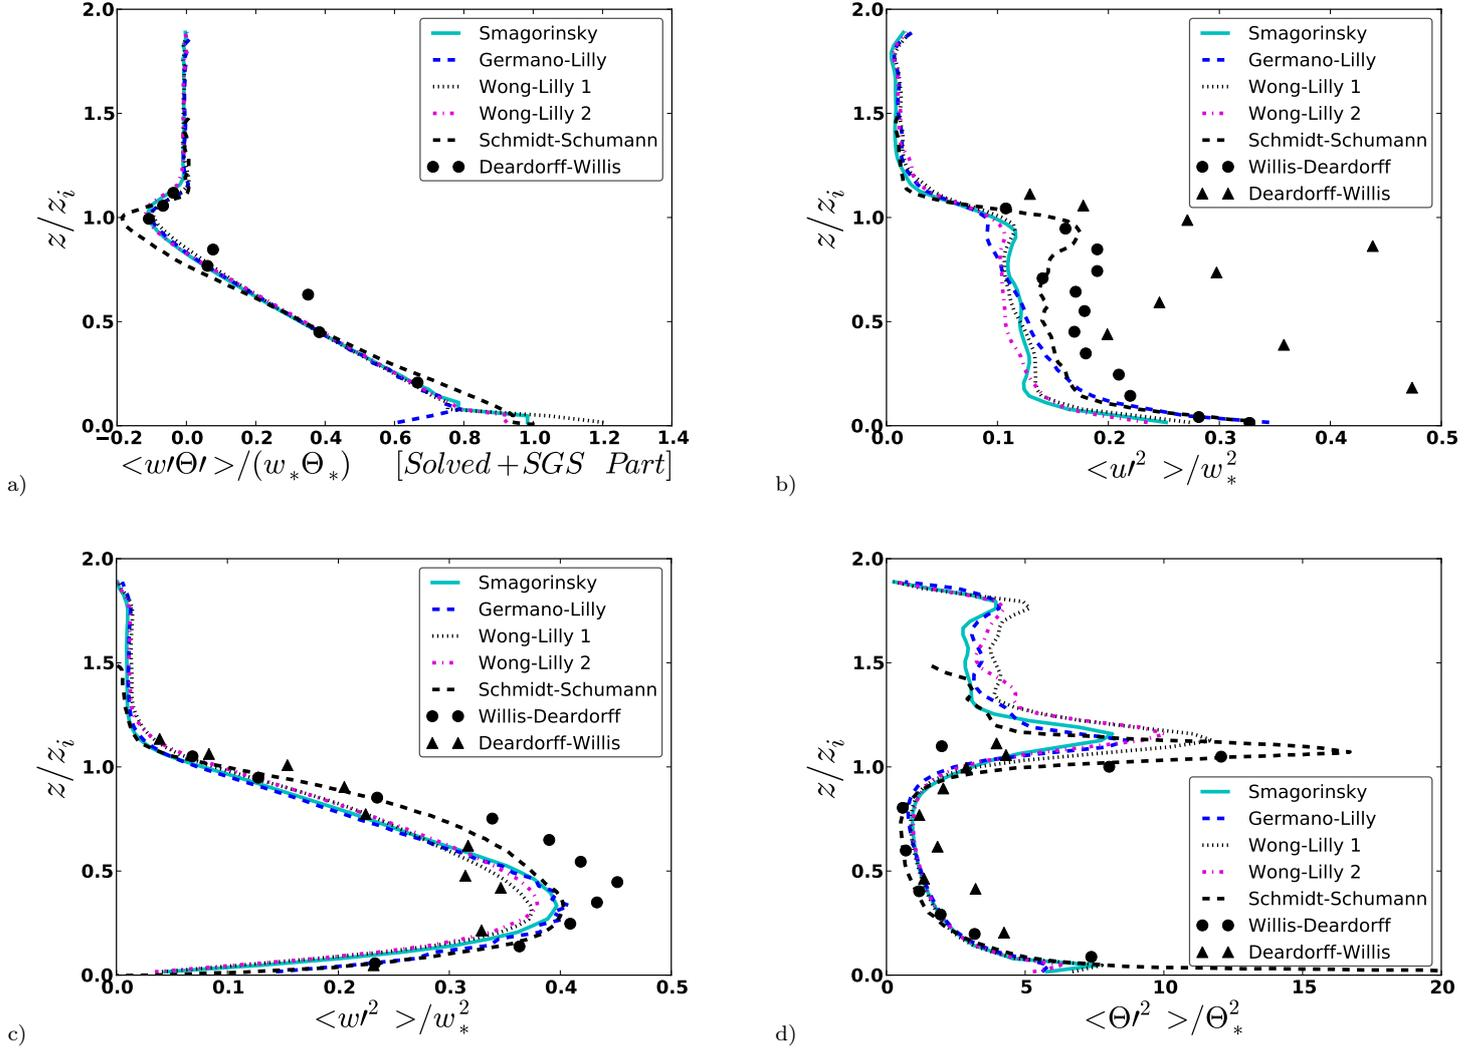 2.0
1.5
1.0
0.5
0.0
z/z_i
Smagorinsky
Germano-Lilly
Wong-Lilly 1
Wong-Lilly 2
Schmidt-Schumann
Deardorff-Willis
−0.2 0.0 0.2 0.4 0.6 0.8 1.0 1.2 1.4
<w′Θ′>/(w_*Θ_*) [Solved+SGS Part]
a)
2.0
1.5
1.0
0.5
0.0
z/z_i
Smagorinsky
Germano-Lilly
Wong-Lilly 1
Wong-Lilly 2
Schmidt-Schumann
Willis-Deardorff
Deardorff-Willis
0.0 0.1 0.2 0.3 0.4 0.5
<u′² >/w_*²
b)
2.0
1.5
1.0
0.5
0.0
z/z_i
Smagorinsky
Germano-Lilly
Wong-Lilly 1
Wong-Lilly 2
Schmidt-Schumann
Willis-Deardorff
Deardorff-Willis
0.0 0.1 0.2 0.3 0.4 0.5
<w′² >/w_*²
c)
2.0
1.5
1.0
0.5
0.0
z/z_i
Smagorinsky
Germano-Lilly
Wong-Lilly 1
Wong-Lilly 2
Schmidt-Schumann
Willis-Deardorff
Deardorff-Willis
0 5 10 15 20
<Θ′² >/Θ_*²
d)